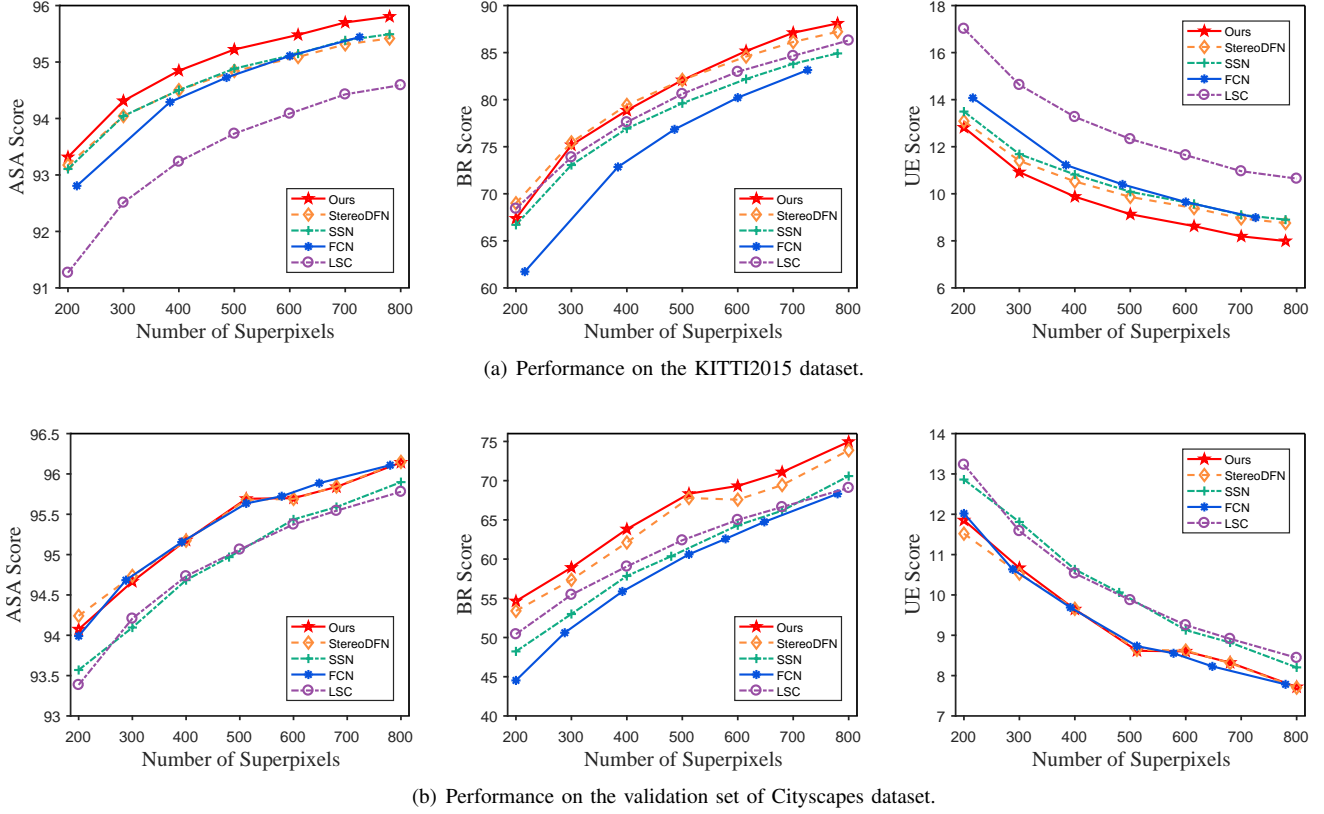 ASA Score
96
95
94
93
92
91
200 300 400 500 600 700 800
Number of Superpixels
Ours
StereoDFN
SSN
FCN
LSC
BR Score
90
85
80
75
70
65
60
200 300 400 500 600 700 800
Number of Superpixels
Ours
StereoDFN
SSN
FCN
LSC
UE Score
18
16
14
12
10
8
6
200 300 400 500 600 700 800
Number of Superpixels
Ours
StereoDFN
SSN
FCN
LSC
(a) Performance on the KITTI2015 dataset.
ASA Score
96.5
96
95.5
95
94.5
94
93.5
93
200 300 400 500 600 700 800
Number of Superpixels
Ours
StereoDFN
SSN
FCN
LSC
BR Score
75
70
65
60
55
50
45
40
200 300 400 500 600 700 800
Number of Superpixels
Ours
StereoDFN
SSN
FCN
LSC
UE Score
14
13
12
11
10
9
8
7
200 300 400 500 600 700 800
Number of Superpixels
Ours
StereoDFN
SSN
FCN
LSC
(b) Performance on the validation set of Cityscapes dataset.